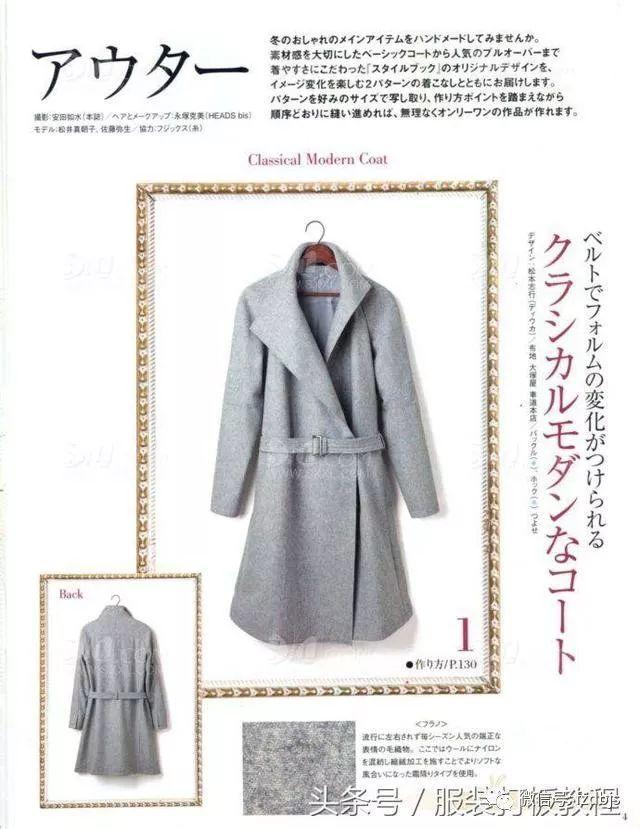 アウター
冬のおしゃれのメインアイテムをハンドメードしてみませんか。
素材感を大切にしたベーシックコートから人気のプルオーバーまで
着やすさにこだわった『スタイルブック』のオリジナルデザインを、
イメージ変化を楽しむ2パターンの着こなしとともにお届けします。
パターンを好みのサイズで写し取り、作り方ポイントを踏まえながら
順序どおりに縫い進めれば、無理なくオンリーワンの作品が作れます。
撮影:安田如水(本誌)/ヘアとメークアップ:永塚克美(HEADS bis)
モデル:松井真朝子、佐藤弥生/協力:フジックス(糸)
Classical Modern Coat
ベルトでフォルムの変化がつけられる
クラシカルモダンなコート
デザイン:松本志行(ディウカ)/布地 大塚屋 車道本店/バックル(※)、ホック(※)つよせ
1
●作り方/P.130
Back
<フラノ>
流行に左右されず毎シーズン人気の端正な
表情の毛織物。ここではウールにナイロン
を混紡し縮絨加工を施すことでよりソフトな
風合いになった霜降りタイプを使用。
头条号/服装打板教程
4